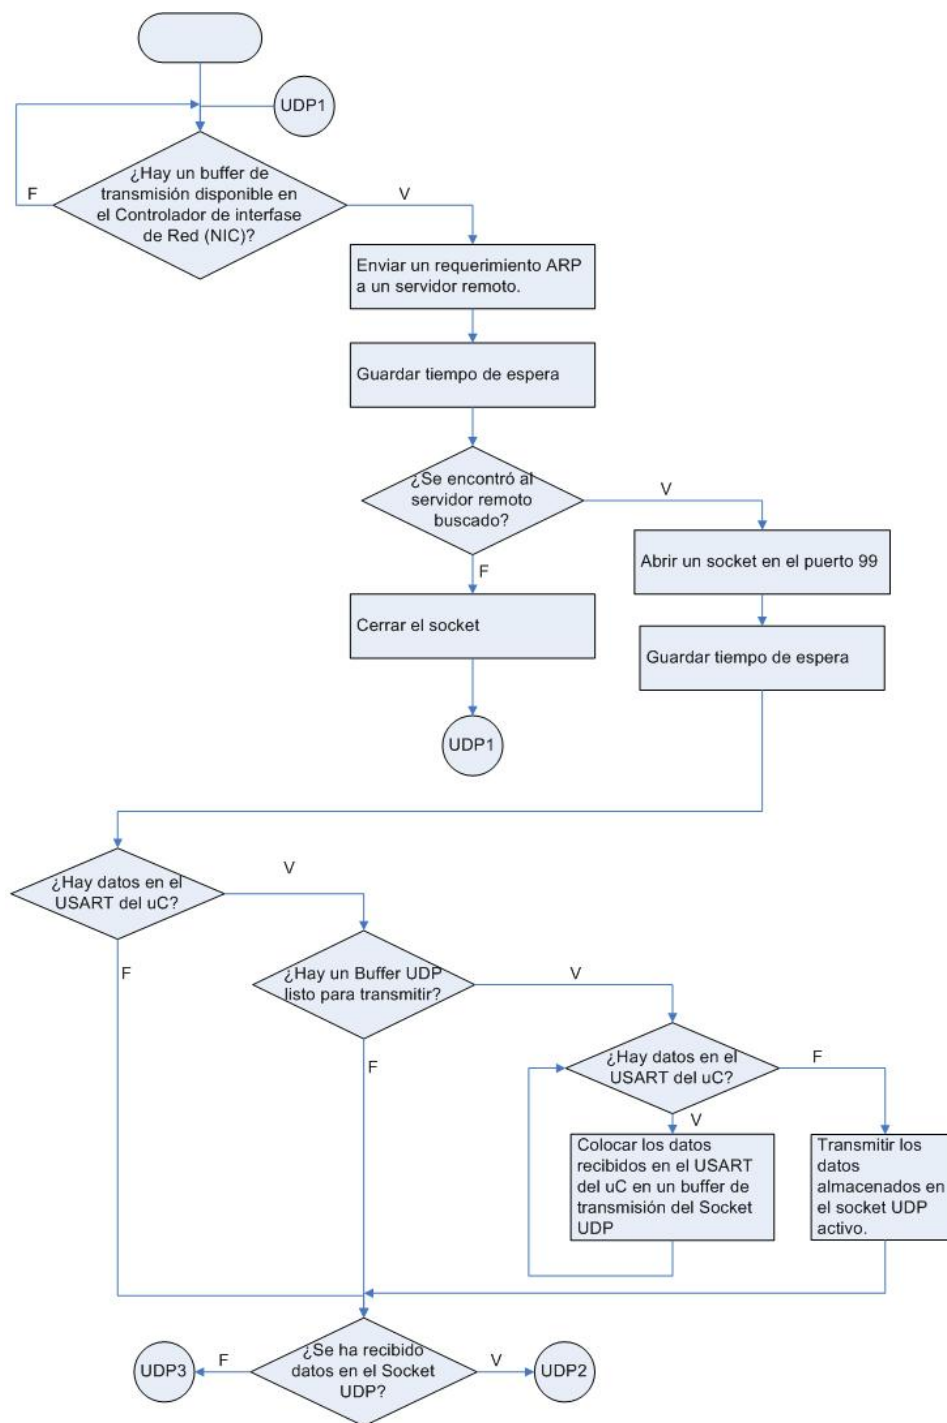 UDP1
¿Hay un buffer de
transmisión disponible en
el Controlador de interfase
de Red (NIC)?
F
V
Enviar un requerimiento ARP
a un servidor remoto.
Guardar tiempo de espera
¿Se encontró al
servidor remoto
buscado?
V
F
Abrir un socket en el puerto 99
Cerrar el socket
Guardar tiempo de espera
UDP1
¿Hay datos en el
USART del uC?
V
F
¿Hay un Buffer UDP
listo para transmitir?
V
F
¿Hay datos en el
USART del uC?
F
V
Colocar los datos
recibidos en el USART
del uC en un buffer de
transmisión del Socket
UDP
Transmitir los
datos
almacenados en
el socket UDP
activo.
¿Se ha recibido
datos en el Socket
UDP?
F
V
UDP3
UDP2